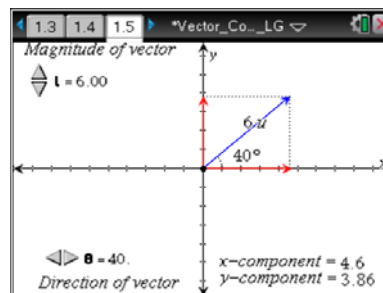 1.3 1.4 1.5 *Vector_Co..._LG
Magnitude of vector
l = 6.00
y
6 u
40°
x
θ = 40.
Direction of vector
x-component = 4.6
y-component = 3.86